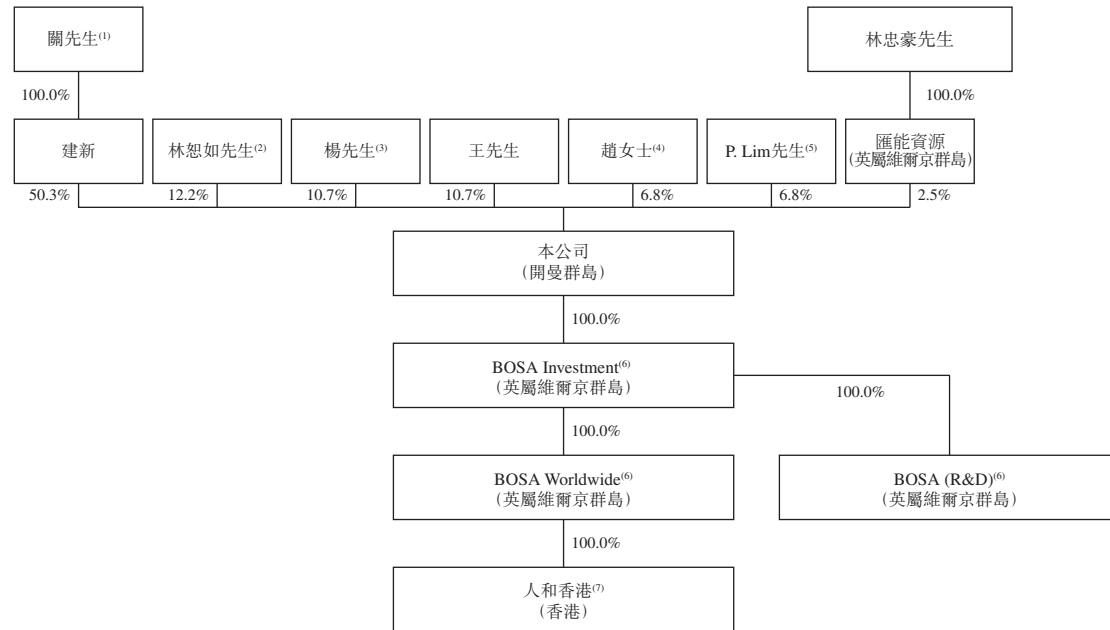 關先生(1)
林忠豪先生
100.0%
100.0%
建新
林恕如先生(2)
楊先生(3)
王先生
趙女士(4)
P. Lim先生(5)
匯能資源
(英屬維爾京群島)
50.3%
12.2%
10.7%
10.7%
6.8%
6.8%
2.5%
本公司
(開曼群島)
100.0%
BOSA Investment(6)
(英屬維爾京群島)
100.0%
100.0%
BOSA Worldwide(6)
(英屬維爾京群島)
BOSA (R&D)(6)
(英屬維爾京群島)
100.0%
人和香港(7)
(香港)